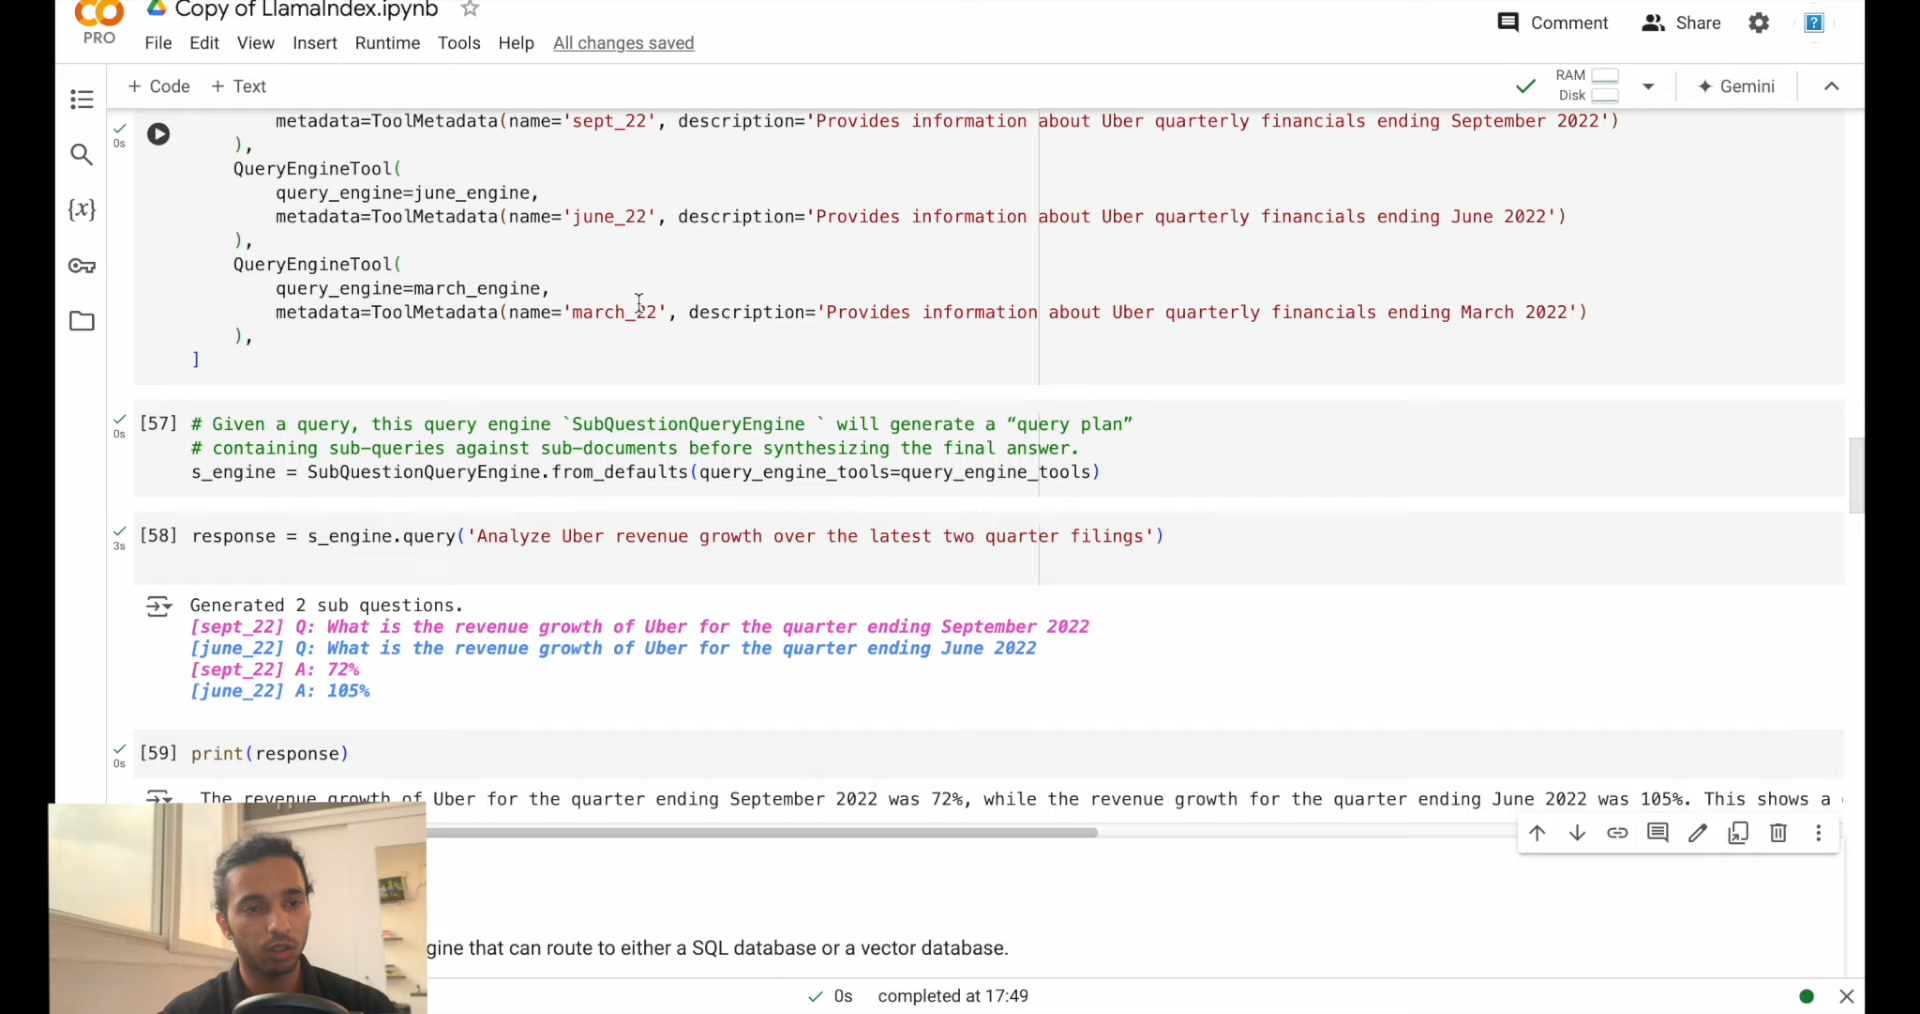 Copy of LlamaIndex.ipynb
PRO
File Edit View Insert Runtime Tools Help All changes saved
Comment Share ?
+ Code + Text
RAM
Disk
Gemini
0s
metadata=ToolMetadata(name='sept_22', description='Provides information about Uber quarterly financials ending September 2022')
),
QueryEngineTool(
query_engine=june_engine,
metadata=ToolMetadata(name='june_22', description='Provides information about Uber quarterly financials ending June 2022')
),
QueryEngineTool(
query_engine=march_engine,
metadata=ToolMetadata(name='march_22', description='Provides information about Uber quarterly financials ending March 2022')
),
]
{x}
0s
[57] # Given a query, this query engine `SubQuestionQueryEngine ` will generate a “query plan”
# containing sub-queries against sub-documents before synthesizing the final answer.
s_engine = SubQuestionQueryEngine.from_defaults(query_engine_tools=query_engine_tools)
3s
[58] response = s_engine.query('Analyze Uber revenue growth over the latest two quarter filings')
Generated 2 sub questions.
[sept_22] Q: What is the revenue growth of Uber for the quarter ending September 2022
[june_22] Q: What is the revenue growth of Uber for the quarter ending June 2022
[sept_22] A: 72%
[june_22] A: 105%
0s
[59] print(response)
The revenue growth of Uber for the quarter ending September 2022 was 72%, while the revenue growth for the quarter ending June 2022 was 105%. This shows a
gine that can route to either a SQL database or a vector database.
0s completed at 17:49